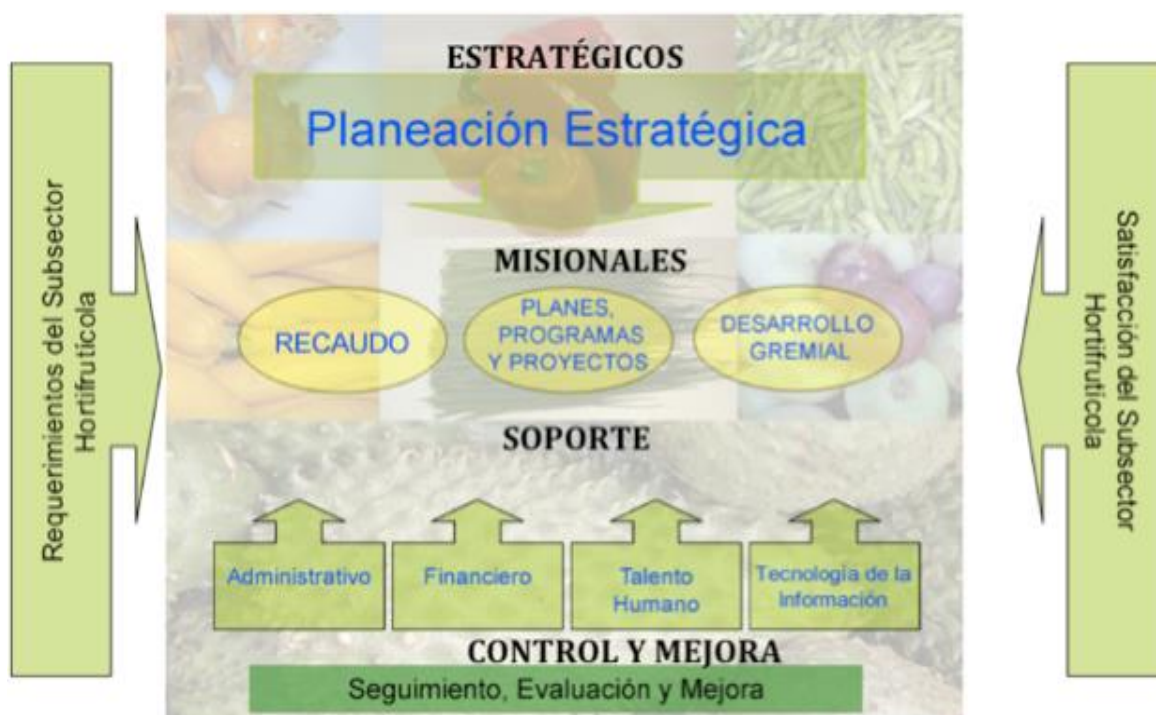 ESTRATÉGICOS
Planeación Estratégica
Requerimientos del Subsector
Hortifrutícola
MISIONALES
RECAUDO
PLANES,
PROGRAMAS
Y PROYECTOS
DESARROLLO
GREMIAL
SOPORTE
Administrativo
Financiero
Talento
Humano
Tecnología de la
Información
CONTROL Y MEJORA
Seguimiento, Evaluación y Mejora
Satisfacción del Subsector
Hortifrutícola